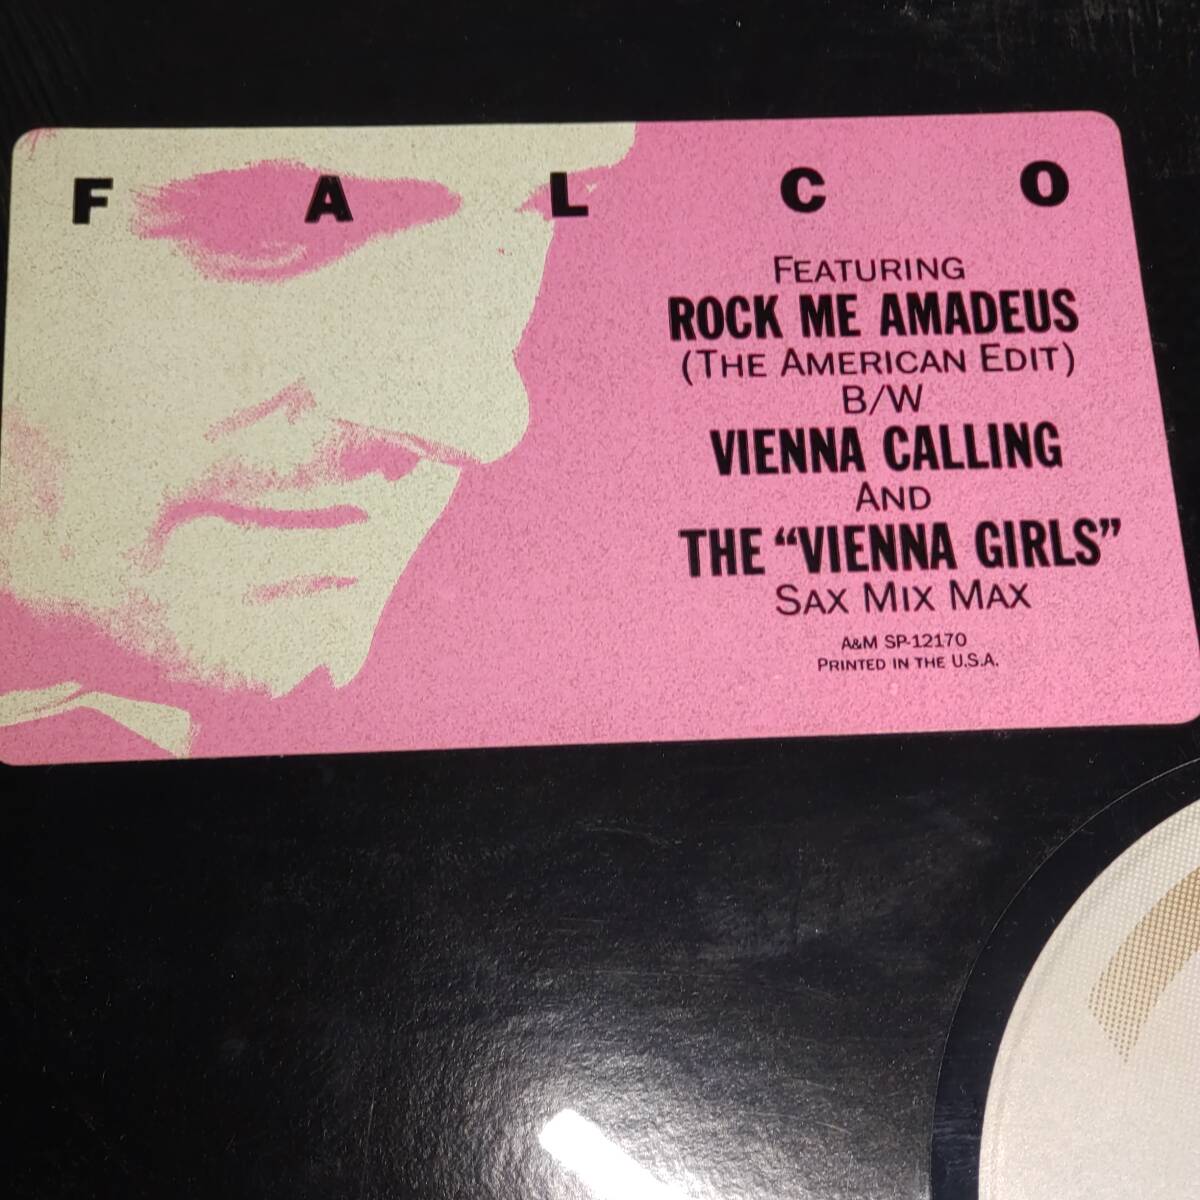 FALCO
FEATURING
ROCK ME AMADEUS
(THE AMERICAN EDIT)
B/W
VIENNA CALLING
AND
THE “VIENNA GIRLS”
SAX MIX MAX
A&M SP-12170
PRINTED IN THE U.S.A.